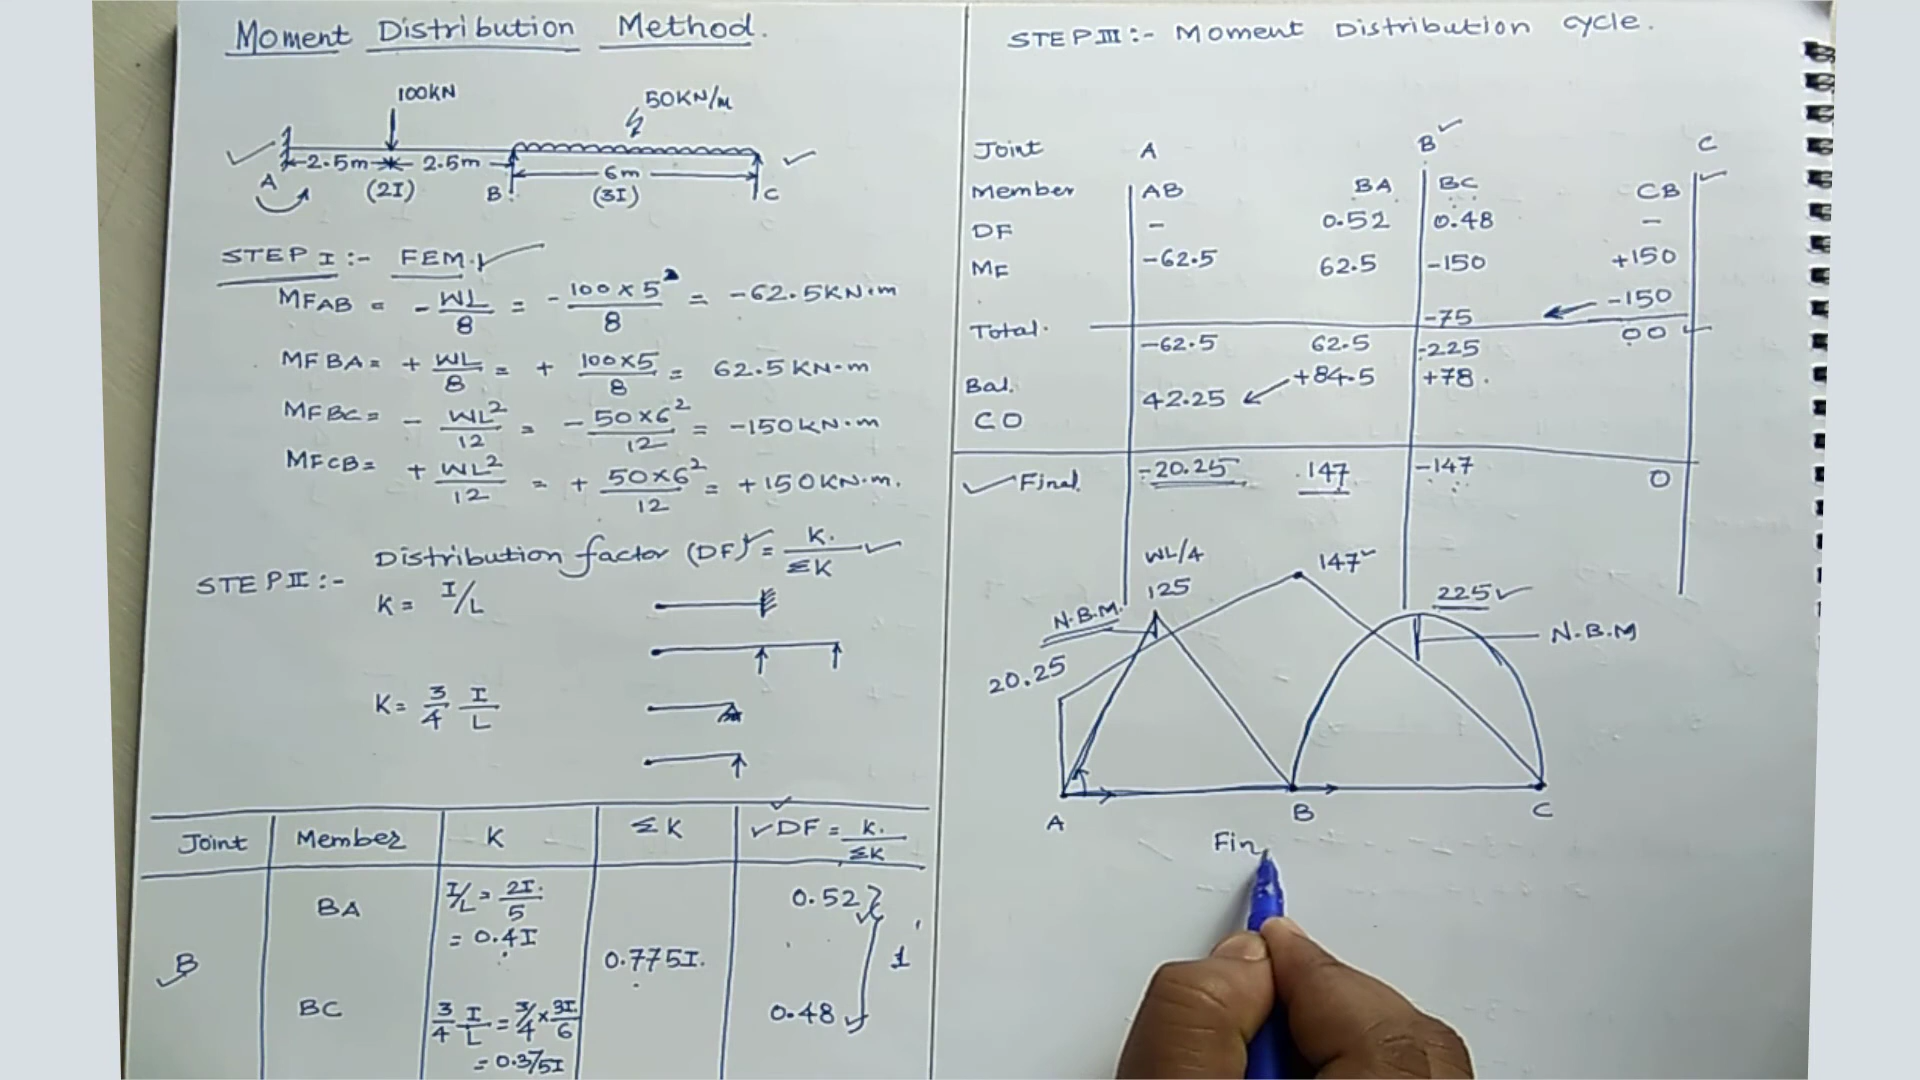 Moment Distribution Method.
100KN
50KN/m
2.5m 2.5m
6m
A (2I) B (3I) C
STEP I :- FEM.
MFAB = - WL/8 = - 100 x 5/8 = -62.5KN.m
MFBA = + WL/8 = + 100x5/8 = 62.5KN.m
MFBC = - WL²/12 = - 50x6²/12 = -150KN.m
MFCB = + WL²/12 = + 50x6²/12 = +150KN.m.
STEP II :- Distribution factor (DF) = K./ΣK
K = I/L
K = 3/4 I/L
Joint Member K ΣK DF = K./ΣK
BA I/L = 2I./5 0.52
= 0.4I
B 0.775I. 1
BC 3/4 I/L = 3/4 x 3I/6 0.48
= 0.375I
STEP III :- Moment Distribution cycle.
Joint A B C
Member AB BA BC CB
DF - 0.52 0.48 -
MF -62.5 62.5 -150 +150
-75 -150
Total. -62.5 62.5 -225 00
Bal. +84.5 +78.
CO 42.25
Final. -20.25 147 -147 0
WL/4
125
147
225
N.B.M.
N.B.M
20.25
A B C
Fin